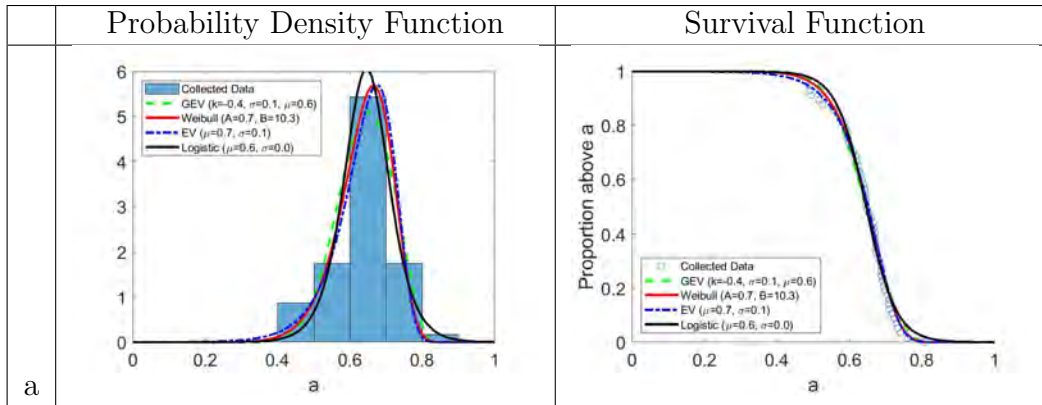 Probability Density Function
Survival Function
6
5
4
3
2
1
0
0
0.2
0.4
0.6
0.8
1
a
Collected Data
GEV (k=-0.4, σ=0.1, μ=0.6)
Weibull (A=0.7, B=10.3)
EV (μ=0.7, σ=0.1)
Logistic (μ=0.6, σ=0.0)
Proportion above a
1
0.8
0.6
0.4
0.2
0
0
0.2
0.4
0.6
0.8
1
a
Collected Data
GEV (k=-0.4, σ=0.1, μ=0.6)
Weibull (A=0.7, B=10.3)
EV (μ=0.7, σ=0.1)
Logistic (μ=0.6, σ=0.0)
a